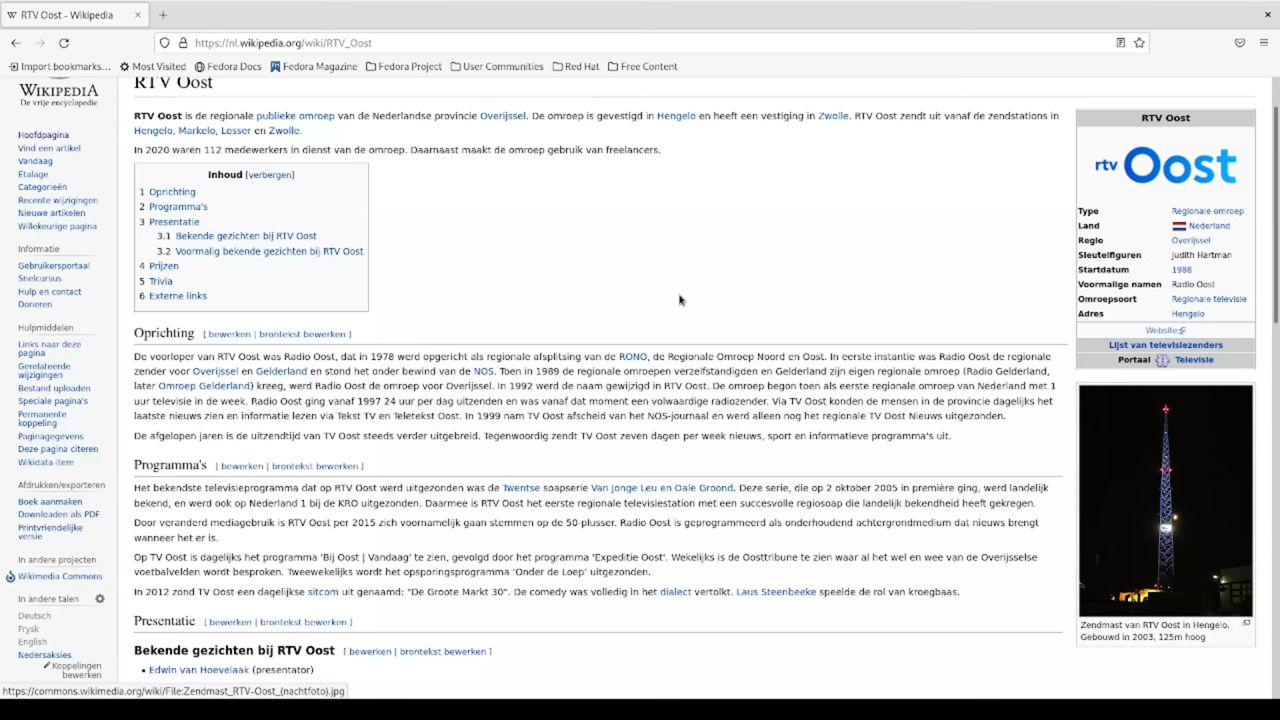 RTV Oost - Wikipedia
https://nl.wikipedia.org/wiki/RTV_Oost
Import bookmarks... Most Visited Fedora Docs Fedora Magazine Fedora Project User Communities Red Hat Free Content
WIKIPEDIA
De vrije encyclopedie
Hoofdpagina
Vind een artikel
Vandaag
Etalage
Categorieën
Recente wijzigingen
Nieuwe artikelen
Willekeurige pagina
Informatie
Gebruikersportaal
Snelcursus
Hulp en contact
Doneren
Hulpmiddelen
Links naar deze
pagina
Gerelateerde
wijzigingen
Bestand uploaden
Speciale pagina's
Permanente
koppeling
Paginagegevens
Deze pagina citeren
Wikidata-item
Afdrukken/exporteren
Boek aanmaken
Downloaden als PDF
Printvriendelijke
versie
In andere projecten
Wikimedia Commons
In andere talen
Deutsch
Frysk
English
Nedersaksies
Koppelingen
bewerken
RTV Oost
RTV Oost is de regionale publieke omroep van de Nederlandse provincie Overijssel. De omroep is gevestigd in Hengelo en heeft een vestiging in Zwolle. RTV Oost zendt uit vanaf de zendstations in
Hengelo, Markelo, Losser en Zwolle.
In 2020 waren 112 medewerkers in dienst van de omroep. Daarnaast maakt de omroep gebruik van freelancers.
Inhoud [verbergen]
1 Oprichting
2 Programma's
3 Presentatie
3.1 Bekende gezichten bij RTV Oost
3.2 Voormalig bekende gezichten bij RTV Oost
4 Prijzen
5 Trivia
6 Externe links
Oprichting [ bewerken | brontekst bewerken ]
De voorloper van RTV Oost was Radio Oost, dat in 1978 werd opgericht als regionale afsplitsing van de RONO, de Regionale Omroep Noord en Oost. In eerste instantie was Radio Oost de regionale
zender voor Overijssel en Gelderland en stond het onder bewind van de NOS. Toen in 1989 de regionale omroepen verzelfstandigden en Gelderland zijn eigen regionale omroep (Radio Gelderland,
later Omroep Gelderland) kreeg, werd Radio Oost de omroep voor Overijssel. In 1992 werd de naam gewijzigd in RTV Oost. De omroep begon toen als eerste regionale omroep van Nederland met 1
uur televisie in de week. Radio Oost ging vanaf 1997 24 uur per dag uitzenden en was vanaf dat moment een volwaardige radiozender. Via TV Oost konden de mensen in de provincie dagelijks het
laatste nieuws zien en informatie lezen via Tekst TV en Teletekst Oost. In 1999 nam TV Oost afscheid van het NOS-journaal en werd alleen nog het regionale TV Oost Nieuws uitgezonden.
De afgelopen jaren is de uitzendtijd van TV Oost steeds verder uitgebreid. Tegenwoordig zendt TV Oost zeven dagen per week nieuws, sport en informatieve programma's uit.
Programma's [ bewerken | brontekst bewerken ]
Het bekendste televisieprogramma dat op RTV Oost werd uitgezonden was de Twentse soapserie Van Jonge Leu en Oale Groond. Deze serie, die op 2 oktober 2005 in première ging, werd landelijk
bekend, en werd ook op Nederland 1 bij de KRO uitgezonden. Daarmee is RTV Oost het eerste regionale televisiestation met een succesvolle regiosoap die landelijk bekendheid heeft gekregen.
Door veranderd mediagebruik is RTV Oost per 2015 zich voornamelijk gaan stemmen op de 50-plusser. Radio Oost is geprogrammeerd als onderhoudend achtergrondmedium dat nieuws brengt
wanneer het er is.
Op TV Oost is dagelijks het programma 'Bij Oost | Vandaag' te zien, gevolgd door het programma 'Expeditie Oost'. Wekelijks is de Oosttribune te zien waar al het wel en wee van de Overijsselse
voetbalvelden wordt besproken. Tweewekelijks wordt het opsporingsprogramma 'Onder de Loep' uitgezonden.
In 2012 zond TV Oost een dagelijkse sitcom uit genaamd: "De Groote Markt 30". De comedy was volledig in het dialect vertolkt. Laus Steenbeeke speelde de rol van kroegbaas.
Presentatie [ bewerken | brontekst bewerken ]
Bekende gezichten bij RTV Oost [ bewerken | brontekst bewerken ]
• Edwin van Hoevelaak (presentator)
RTV Oost
rtv Oost
Type Regionale omroep
Land Nederland
Regio Overijssel
Sleutelfiguren Judith Hartman
Startdatum 1988
Voormalige namen Radio Oost
Omroepsoort Regionale televisie
Adres Hengelo
Website
Lijst van televisiezenders
Portaal Televisie
Zendmast van RTV Oost in Hengelo.
Gebouwd in 2003, 125m hoog
https://commons.wikimedia.org/wiki/File:Zendmast_RTV-Oost_(nachtfoto).jpg